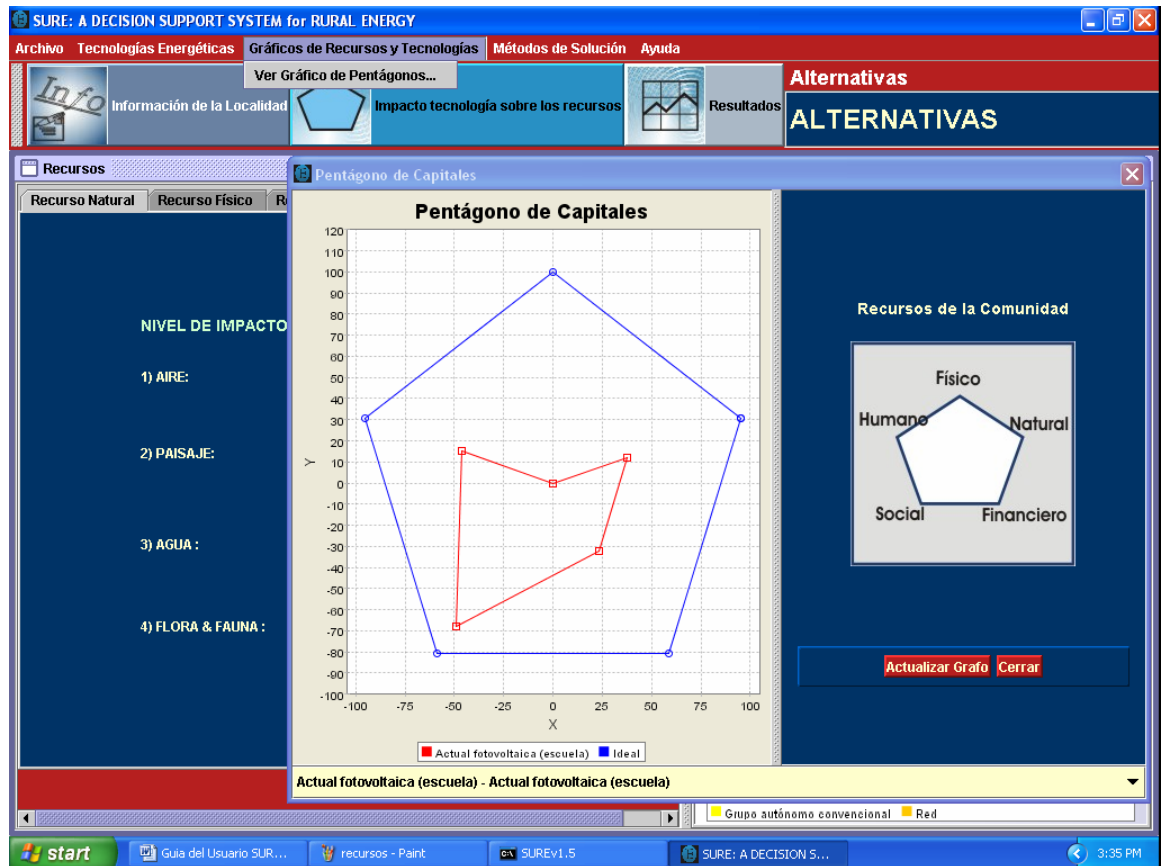 SURE: A DECISION SUPPORT SYSTEM for RURAL ENERGY
Archivo Tecnologías Energéticas Gráficos de Recursos y Tecnologías Métodos de Solución Ayuda
Ver Gráfico de Pentágonos...
Info
Información de la Localidad
Impacto tecnología sobre los recursos
Resultados
Alternativas
ALTERNATIVAS
Recursos
Recurso Natural Recurso Físico
NIVEL DE IMPACTO
1) AIRE:
2) PAISAJE:
3) AGUA :
4) FLORA & FAUNA :
Pentágono de Capitales
Pentágono de Capitales
120
110
100
90
80
70
60
50
40
30
20
10
0
-10
-20
-30
-40
-50
-60
-70
-80
-90
-100
Y
-100 -75 -50 -25 0 25 50 75 100
X
Actual fotovoltaica (escuela) Ideal
Recursos de la Comunidad
Físico
Humano Natural
Social Financiero
Actualizar Grafo Cerrar
Actual fotovoltaica (escuela) - Actual fotovoltaica (escuela)
Grupo autónomo convencional Red
start Guia del Usuario SUR... recursos - Paint SUREv1.5 SURE: A DECISION S... 3:35 PM